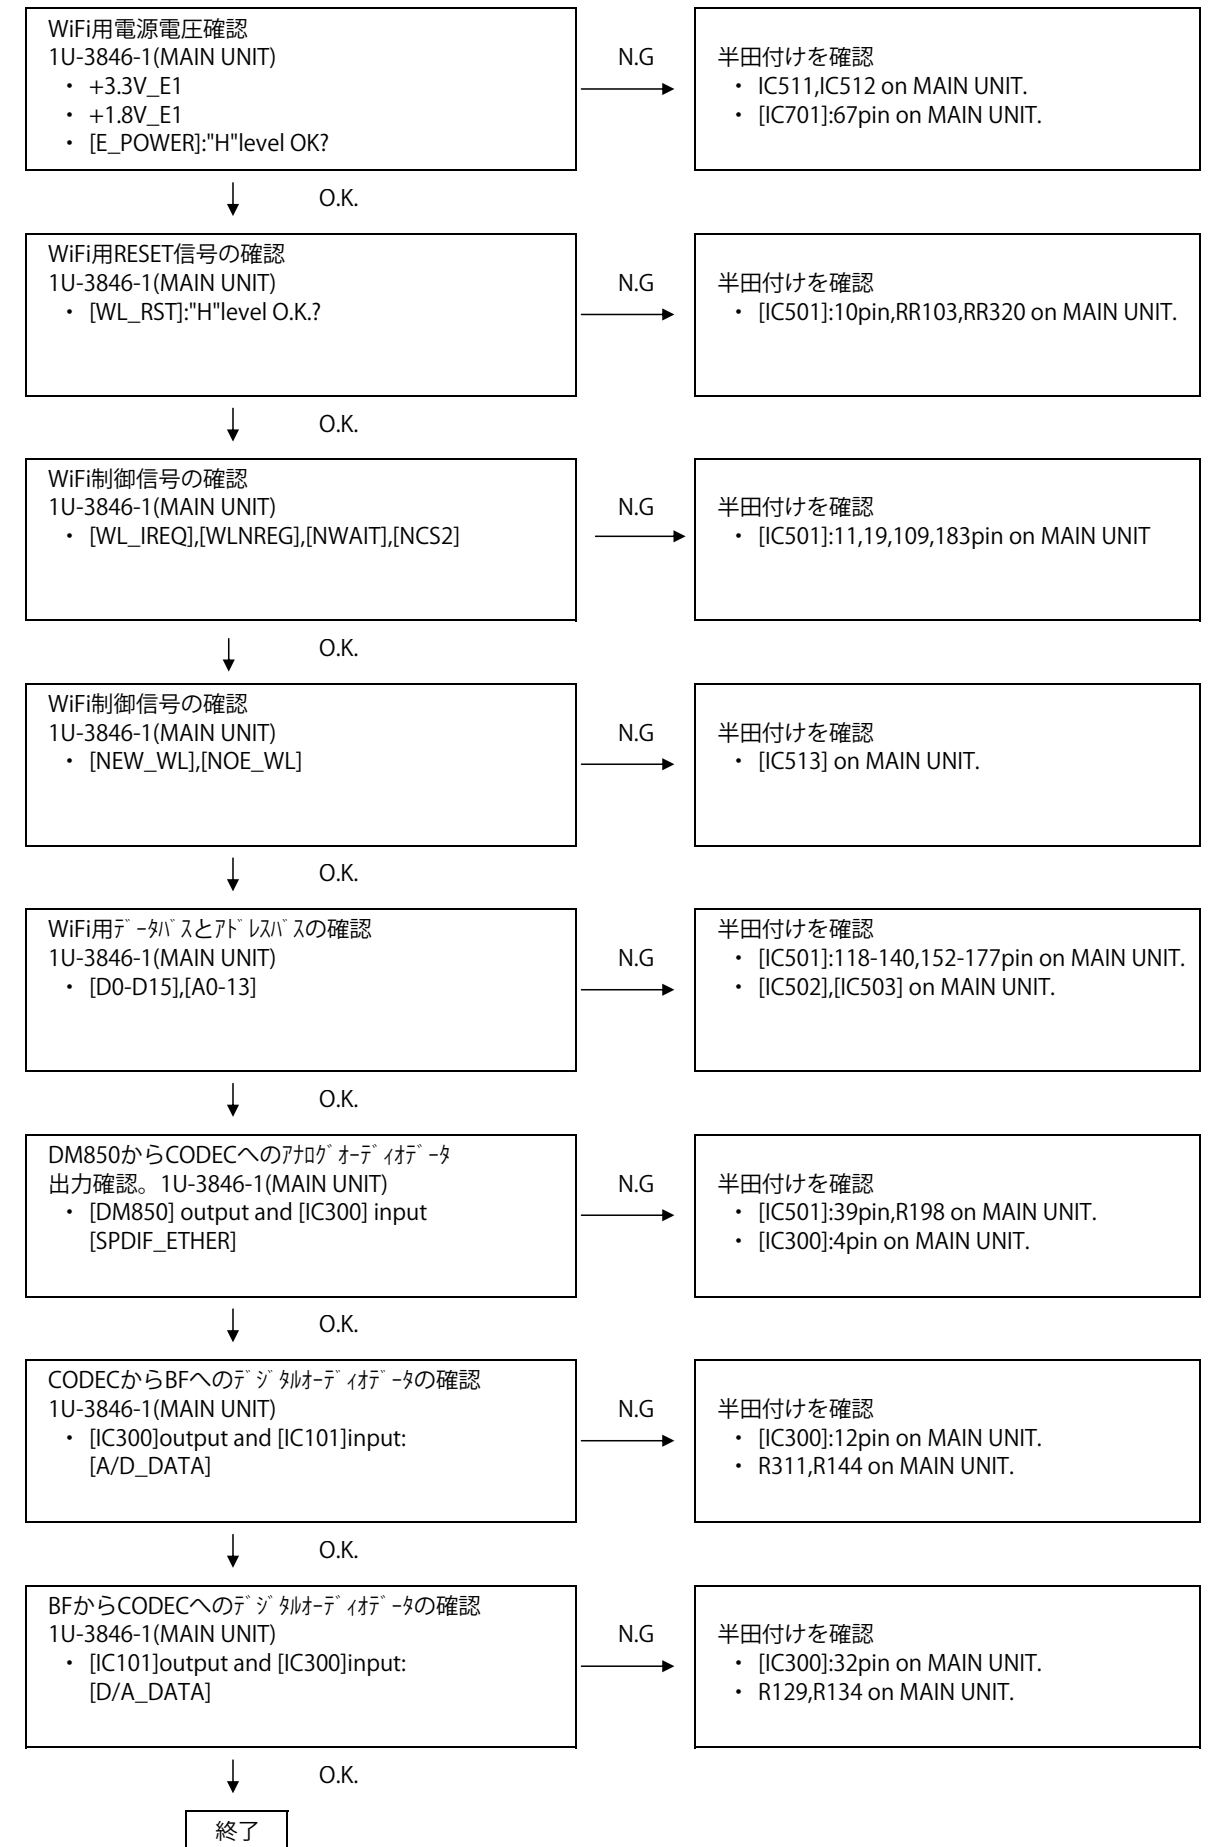 WiFi用電源電圧確認
1U-3846-1(MAIN UNIT)
・ +3.3V_E1
・ +1.8V_E1
・ [E_POWER]:"H"level OK?
N.G
半田付けを確認
・ IC511,IC512 on MAIN UNIT.
・ [IC701]:67pin on MAIN UNIT.
O.K.
WiFi用RESET信号の確認
1U-3846-1(MAIN UNIT)
・ [WL_RST]:"H"level O.K.?
N.G
半田付けを確認
・ [IC501]:10pin,RR103,RR320 on MAIN UNIT.
O.K.
WiFi制御信号の確認
1U-3846-1(MAIN UNIT)
・ [WL_IREQ],[WLNREG],[NWAIT],[NCS2]
N.G
半田付けを確認
・ [IC501]:11,19,109,183pin on MAIN UNIT
O.K.
WiFi制御信号の確認
1U-3846-1(MAIN UNIT)
・ [NEW_WL],[NOE_WL]
N.G
半田付けを確認
・ [IC513] on MAIN UNIT.
O.K.
WiFi用ﾃﾞｰﾀﾊﾞｽとｱﾄﾞﾚｽﾊﾞｽの確認
1U-3846-1(MAIN UNIT)
・ [D0-D15],[A0-13]
N.G
半田付けを確認
・ [IC501]:118-140,152-177pin on MAIN UNIT.
・ [IC502],[IC503] on MAIN UNIT.
O.K.
DM850からCODECへのｱﾅﾛｸﾞｵｰﾃﾞｨｵﾃﾞｰﾀ
出力確認。1U-3846-1(MAIN UNIT)
・ [DM850] output and [IC300] input
[SPDIF_ETHER]
N.G
半田付けを確認
・ [IC501]:39pin,R198 on MAIN UNIT.
・ [IC300]:4pin on MAIN UNIT.
O.K.
CODECからBFへのﾃﾞｼﾞﾀﾙｵｰﾃﾞｨｵﾃﾞｰﾀの確認
1U-3846-1(MAIN UNIT)
・ [IC300]output and [IC101]input:
[A/D_DATA]
N.G
半田付けを確認
・ [IC300]:12pin on MAIN UNIT.
・ R311,R144 on MAIN UNIT.
O.K.
BFからCODECへのﾃﾞｼﾞﾀﾙｵｰﾃﾞｨｵﾃﾞｰﾀの確認
1U-3846-1(MAIN UNIT)
・ [IC101]output and [IC300]input:
[D/A_DATA]
N.G
半田付けを確認
・ [IC300]:32pin on MAIN UNIT.
・ R129,R134 on MAIN UNIT.
O.K.
終了